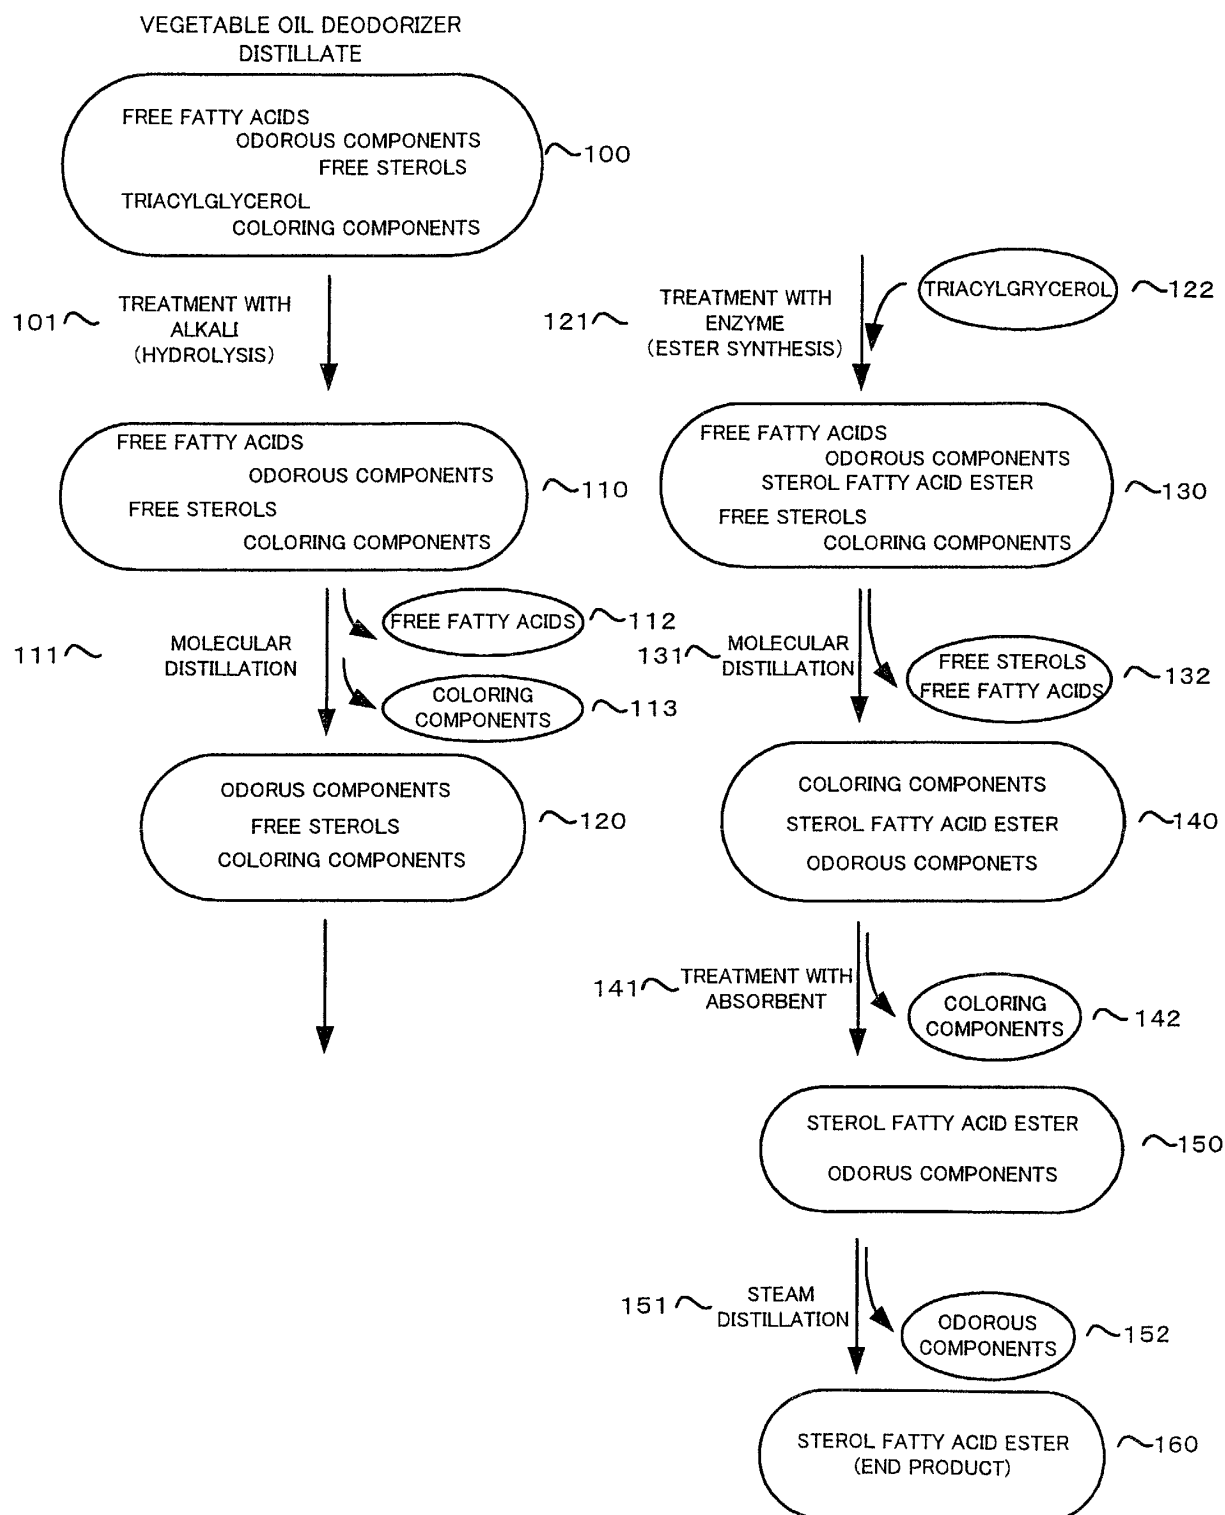 VEGETABLE OIL DEODORIZER
DISTILLATE
FREE FATTY ACIDS
ODOROUS COMPONENTS
FREE STEROLS
TRIACYLGLYCEROL
COLORING COMPONENTS
100
101
TREATMENT WITH
ALKALI
(HYDROLYSIS)
FREE FATTY ACIDS
ODOROUS COMPONENTS
FREE STEROLS
COLORING COMPONENTS
110
111
MOLECULAR
DISTILLATION
FREE FATTY ACIDS
112
COLORING
COMPONENTS
113
ODORUS COMPONENTS
FREE STEROLS
COLORING COMPONENTS
120
121
TREATMENT WITH
ENZYME
(ESTER SYNTHESIS)
TRIACYLGRYCEROL
122
FREE FATTY ACIDS
ODOROUS COMPONENTS
STEROL FATTY ACID ESTER
FREE STEROLS
COLORING COMPONENTS
130
131
MOLECULAR
DISTILLATION
FREE STEROLS
FREE FATTY ACIDS
132
COLORING COMPONENTS
STEROL FATTY ACID ESTER
ODOROUS COMPONETS
140
141
TREATMENT WITH
ABSORBENT
COLORING
COMPONENTS
142
STEROL FATTY ACID ESTER
ODORUS COMPONENTS
150
151
STEAM
DISTILLATION
ODOROUS
COMPONENTS
152
STEROL FATTY ACID ESTER
(END PRODUCT)
160